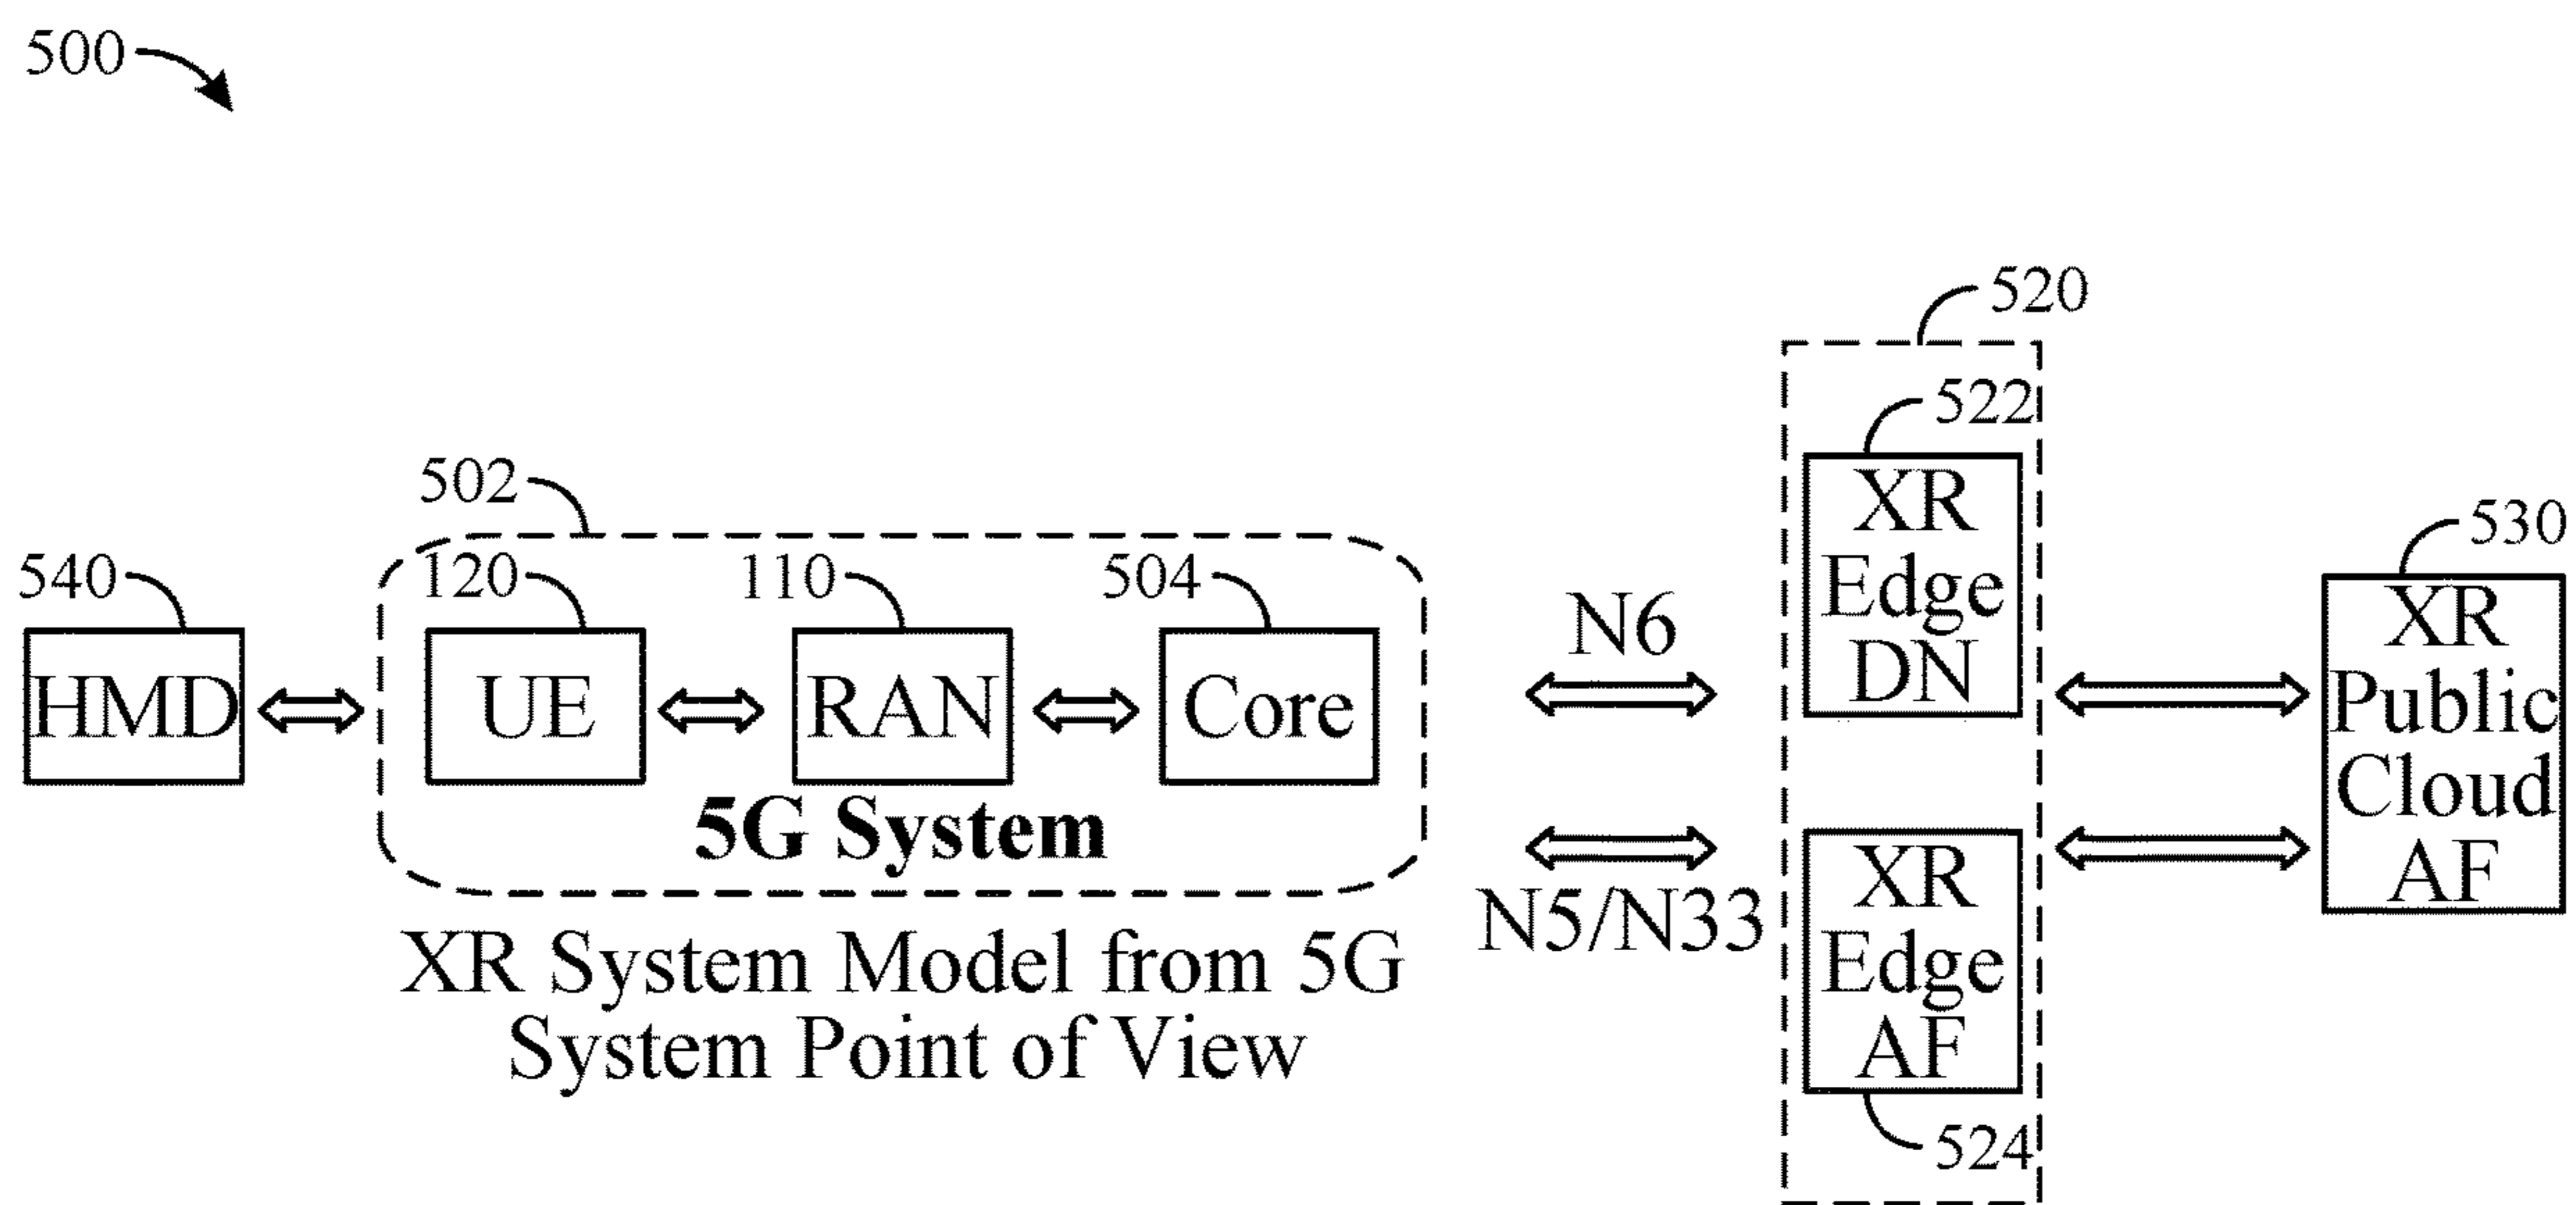 500
520
522
XR
Edge
DN
502
530
XR
Public
Cloud
AF
540
120
110
504
HMD
UE
RAN
Core
N6
5G System
N5/N33
XR
Edge
AF
524
XR System Model from 5G
System Point of View